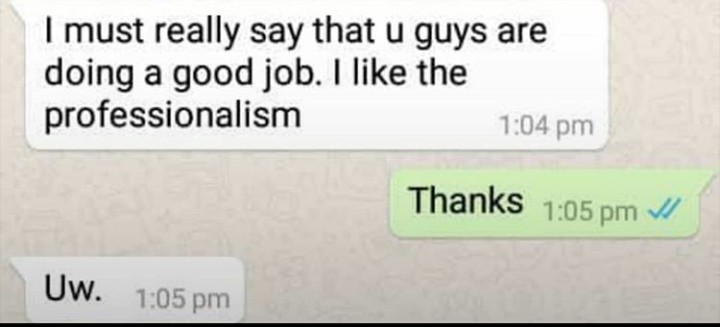 I must really say that u guys are
doing a good job. I like the
professionalism
1:04 pm
Thanks 1:05 pm
Uw. 1:05 pm